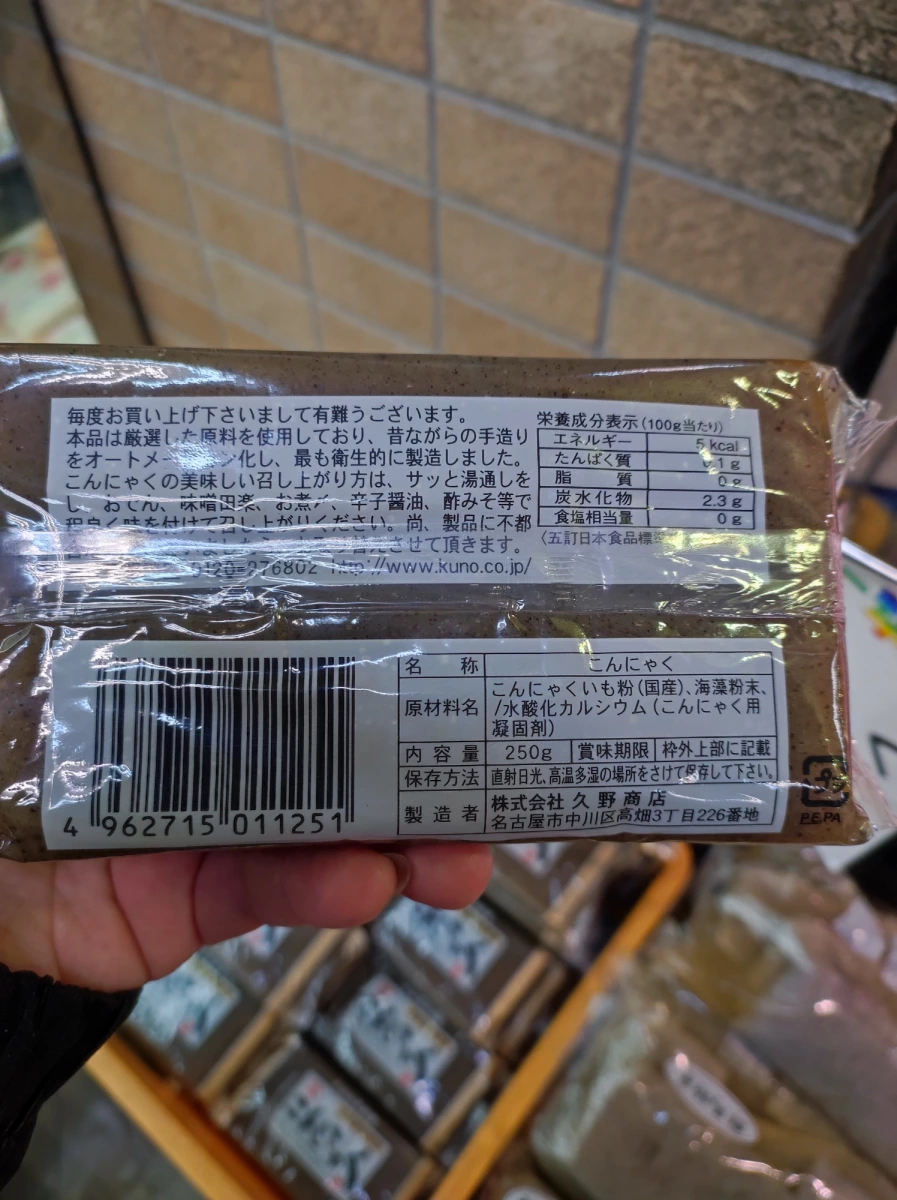 毎度お買い上げ下さいまして有難うございます。
本品は厳選した原料を使用しており、昔ながらの手造り
をオートメーション化し、最も衛生的に製造しました。
こんにゃくの美味しい召し上がり方は、サッと湯通しを
し、おでん、味噌田楽、お煮〆、辛子醤油、酢みそ等で
程良く味を付けて召し上がりください。尚、製品に不都
替えさせて頂きます。
0120-276802 http://www.kuno.co.jp/
栄養成分表示(100g当たり)
エネルギー 5 kcal
たんぱく質 0.1 g
脂質 0 g
炭水化物 2.3 g
食塩相当量 0 g
〈五訂日本食品標
4 962715 011251
名称 こんにゃく
原材料名 こんにゃくいも粉(国産)、海藻粉末、
/水酸化カルシウム(こんにゃく用
凝固剤)
内容量 250g 賞味期限 枠外上部に記載
保存方法 直射日光、高温多湿の場所をさけて保存して下さい。
製造者 株式会社 久野商店
名古屋市中川区高畑3丁目226番地
プラ
P.E,PA
こんにゃく
こんにゃく